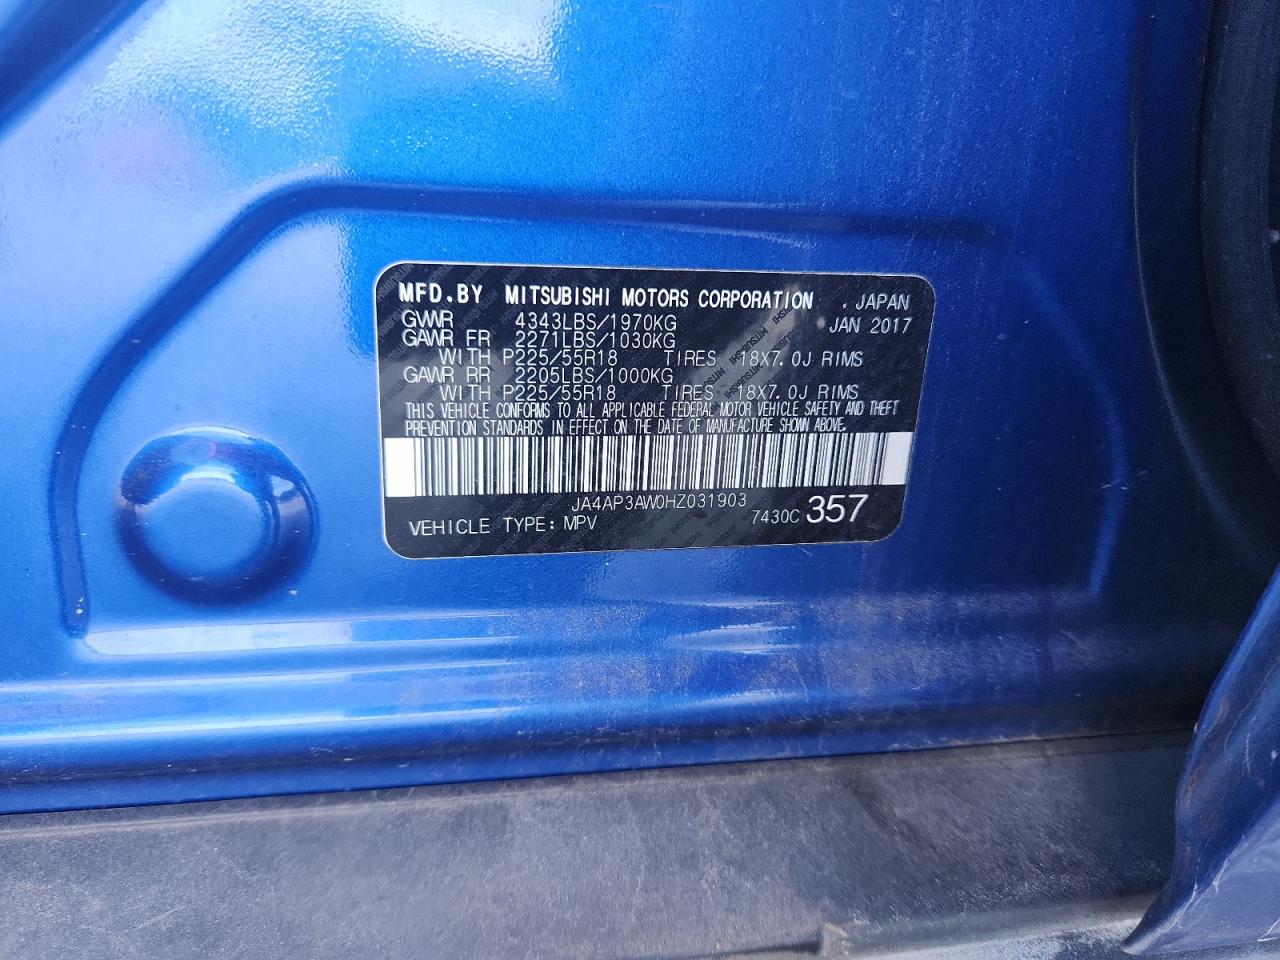 MFD.BY MITSUBISHI MOTORS CORPORATION . JAPAN
GVWR 4343LBS/1970KG JAN 2017
GAWR FR 2271LBS/1030KG
WITH P225/55R18 TIRES 18X7.0J RIMS
GAWR RR 2205LBS/1000KG
WITH P225/55R18 TIRES 18X7.0J RIMS
THIS VEHICLE CONFORMS TO ALL APPLICABLE FEDERAL MOTOR VEHICLE SAFETY AND THEFT
PREVENTION STANDARDS IN EFFECT ON THE DATE OF MANUFACTURE SHOWN ABOVE.
JA4AP3AW0HZ031903
VEHICLE TYPE: MPV 7430C 357